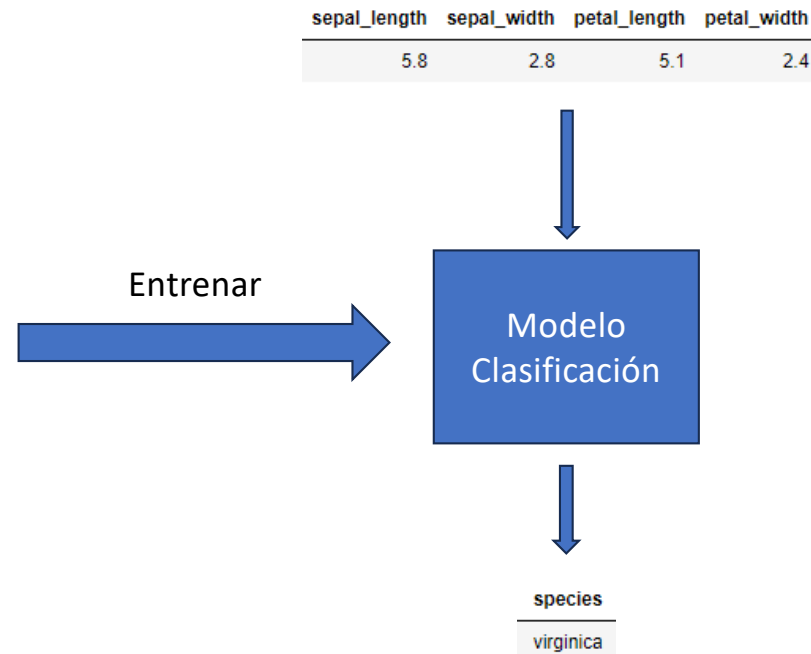 sepal_length sepal_width petal_length petal_width
5.8 2.8 5.1 2.4
Entrenar
Modelo
Clasificación
species
virginica